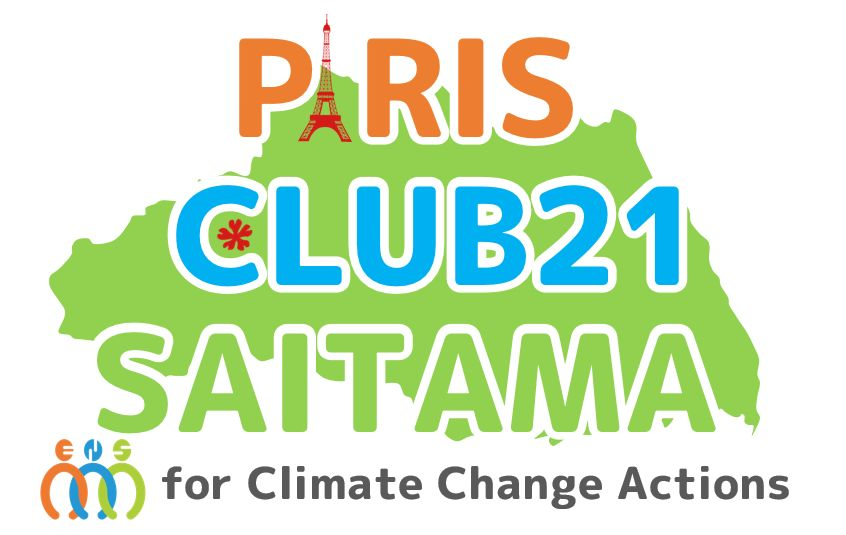 PARIS
CLUB21
SAITAMA
ENS
for Climate Change Actions